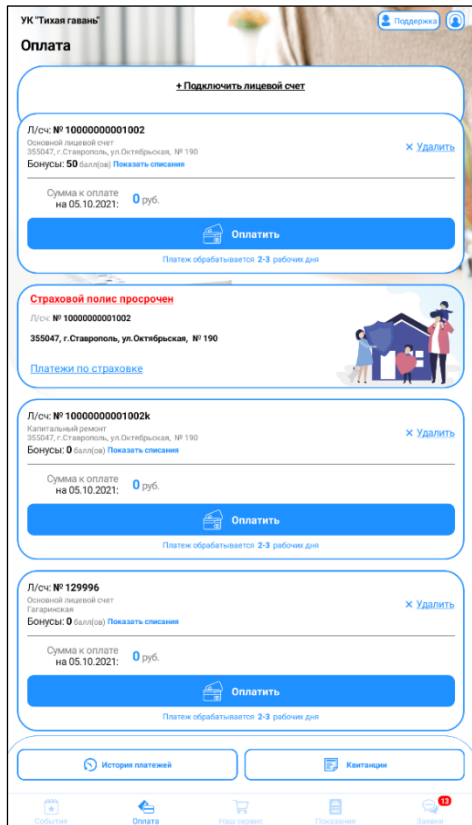 УК "Тихая гавань"
Поддержка
Оплата
+ Подключить лицевой счет
Л/сч: № 10000000001002
Основной лицевой счет
355047, г.Ставрополь, ул.Октябрьская, № 190
× Удалить
Бонусы: 50 балл(ов) Показать списания
Сумма к оплате
на 05.10.2021: 0 руб.
Оплатить
Платеж обрабатывается 2-3 рабочих дня
Страховой полис просрочен
Л/сч: № 10000000001002
355047, г.Ставрополь, ул.Октябрьская, № 190
Платежи по страховке
Л/сч: № 10000000001002k
Капитальный ремонт
355047, г.Ставрополь, ул.Октябрьская, № 190
× Удалить
Бонусы: 0 балл(ов) Показать списания
Сумма к оплате
на 05.10.2021: 0 руб.
Оплатить
Платеж обрабатывается 2-3 рабочих дня
Л/сч: № 129996
Основной лицевой счет
Гагаринская
× Удалить
Бонусы: 0 балл(ов) Показать списания
Сумма к оплате
на 05.10.2021: 0 руб.
Оплатить
Платеж обрабатывается 2-3 рабочих дня
История платежей
Квитанции
13
События
Оплата
Наш сервис
Показания
Заявки